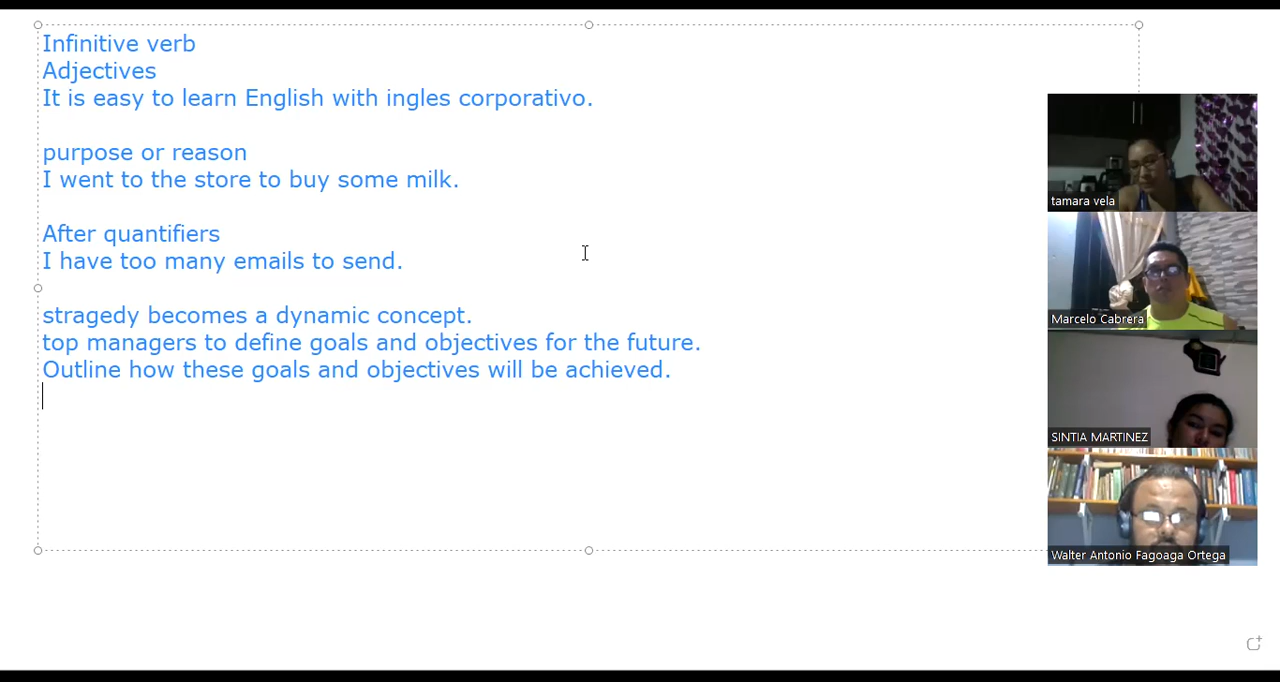 Infinitive verb
Adjectives
It is easy to learn English with ingles corporativo.
purpose or reason
I went to the store to buy some milk.
After quantifiers
I have too many emails to send.
stragedy becomes a dynamic concept.
top managers to define goals and objectives for the future.
Outline how these goals and objectives will be achieved.
tamara vela
Marcelo Cabrera
SINTIA MARTINEZ
Walter Antonio Fagoaga Ortega